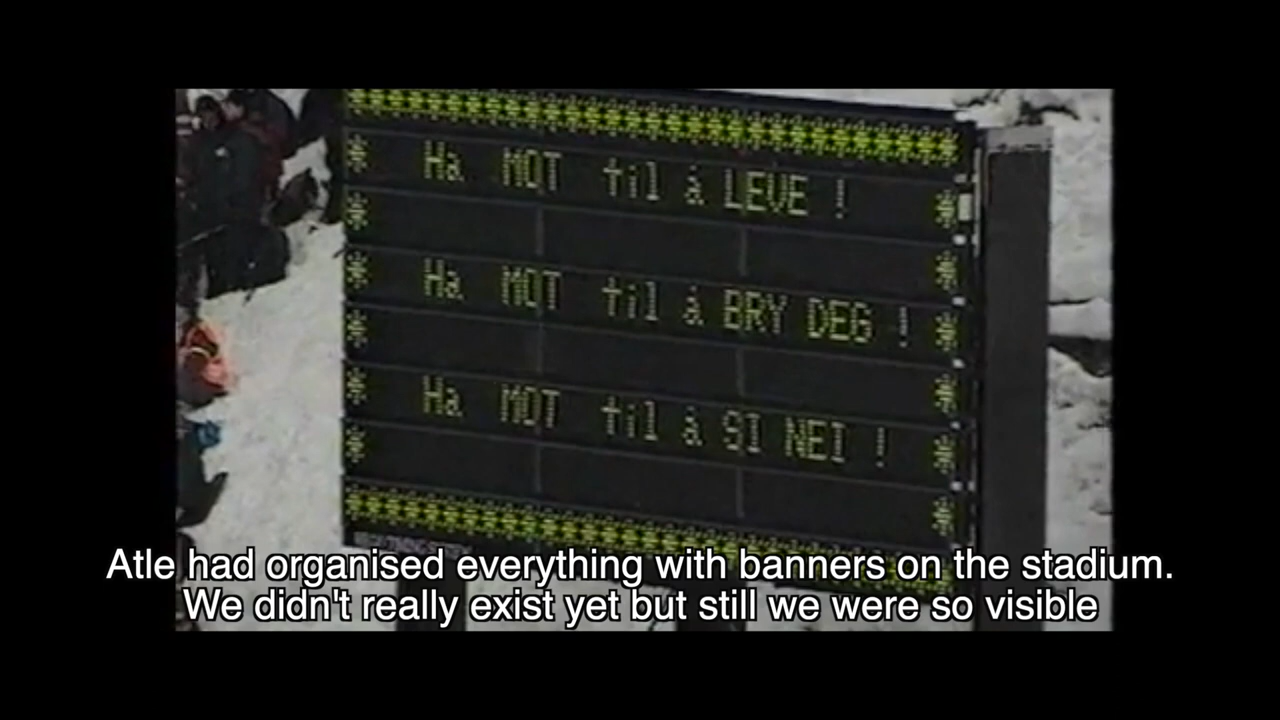 Ha MOT til å LEVE !
Ha MOT til å BRY DEG !
Ha MOT til å SI NEI !
Atle had organised everything with banners on the stadium.
We didn't really exist yet but still we were so visible